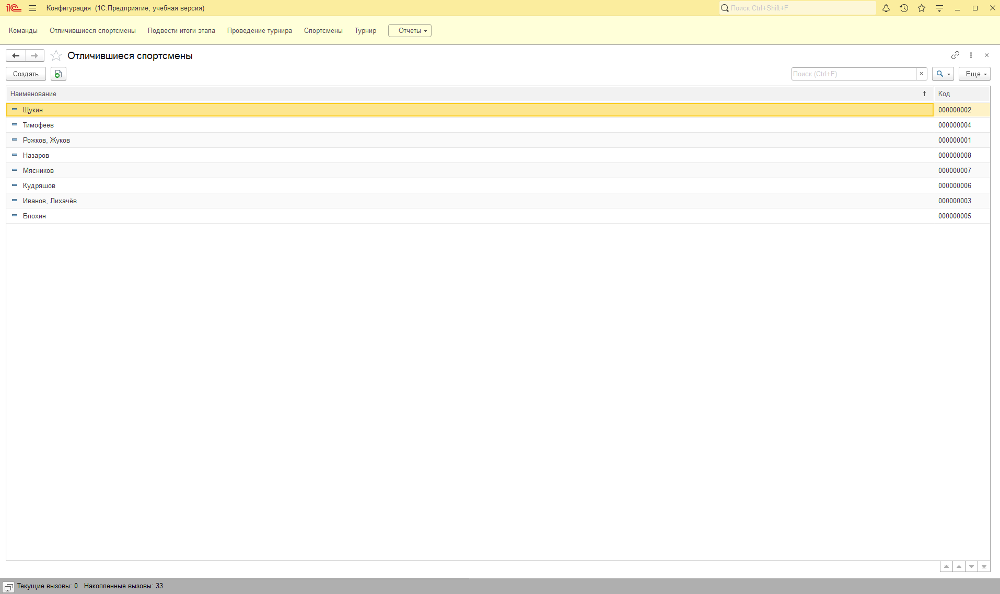 1С Конфигурация (1С:Предприятие, учебная версия) Поиск Ctrl+Shift+F
Команды Отличившиеся спортсмены Подвести итоги этапа Проведение турнира Спортсмены Турнир Отчеты
Отличившиеся спортсмены
Создать Поиск (Ctrl+F) × Еще
Наименование ↑ Код
Щукин 000000002
Тимофеев 000000004
Рожков, Жуков 000000001
Назаров 000000008
Мясников 000000007
Кудряшов 000000006
Иванов, Лихачёв 000000003
Блохин 000000005
Текущие вызовы: 0 Накопленные вызовы: 33